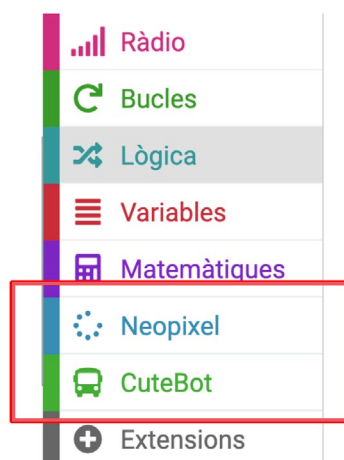 Ràdio
Bucles
Lògica
Variables
Matemàtiques
Neopixel
CuteBot
Extensions